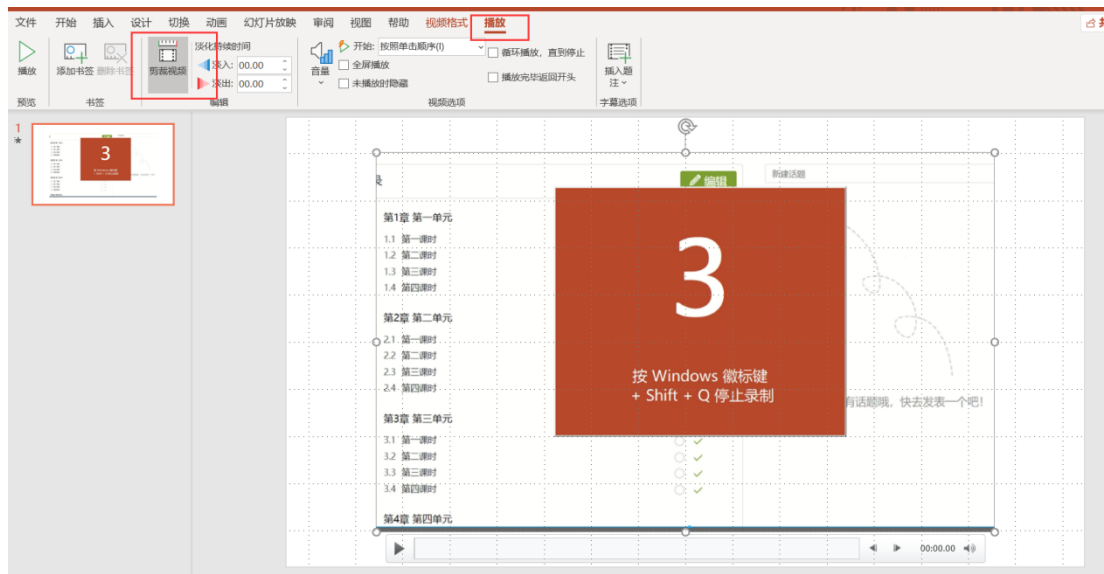 文件 开始 插入 设计 切换 动画 幻灯片放映 审阅 视图 帮助 视频格式 播放
播放
添加书签 删除书签
剪裁视频
淡化持续时间
淡入: 00.00
淡出: 00.00
音量
开始: 按照单击顺序(I)
全屏播放
未播放时隐藏
循环播放，直到停止
播放完毕返回开头
插入题
注
预览 书签 编辑 视频选项 字幕选项
1
3
录
编辑
新建话题
第1章 第一单元
1.1 第一课时
1.2 第二课时
1.3 第三课时
1.4 第四课时
第2章 第二单元
2.1 第一课时
2.2 第二课时
2.3 第三课时
2.4 第四课时
第3章 第三单元
3.1 第一课时
3.2 第二课时
3.3 第三课时
3.4 第四课时
第4章 第四单元
3
按 Windows 徽标键
+ Shift + Q 停止录制
有话题哦，快去发表一个吧！
00:00.00